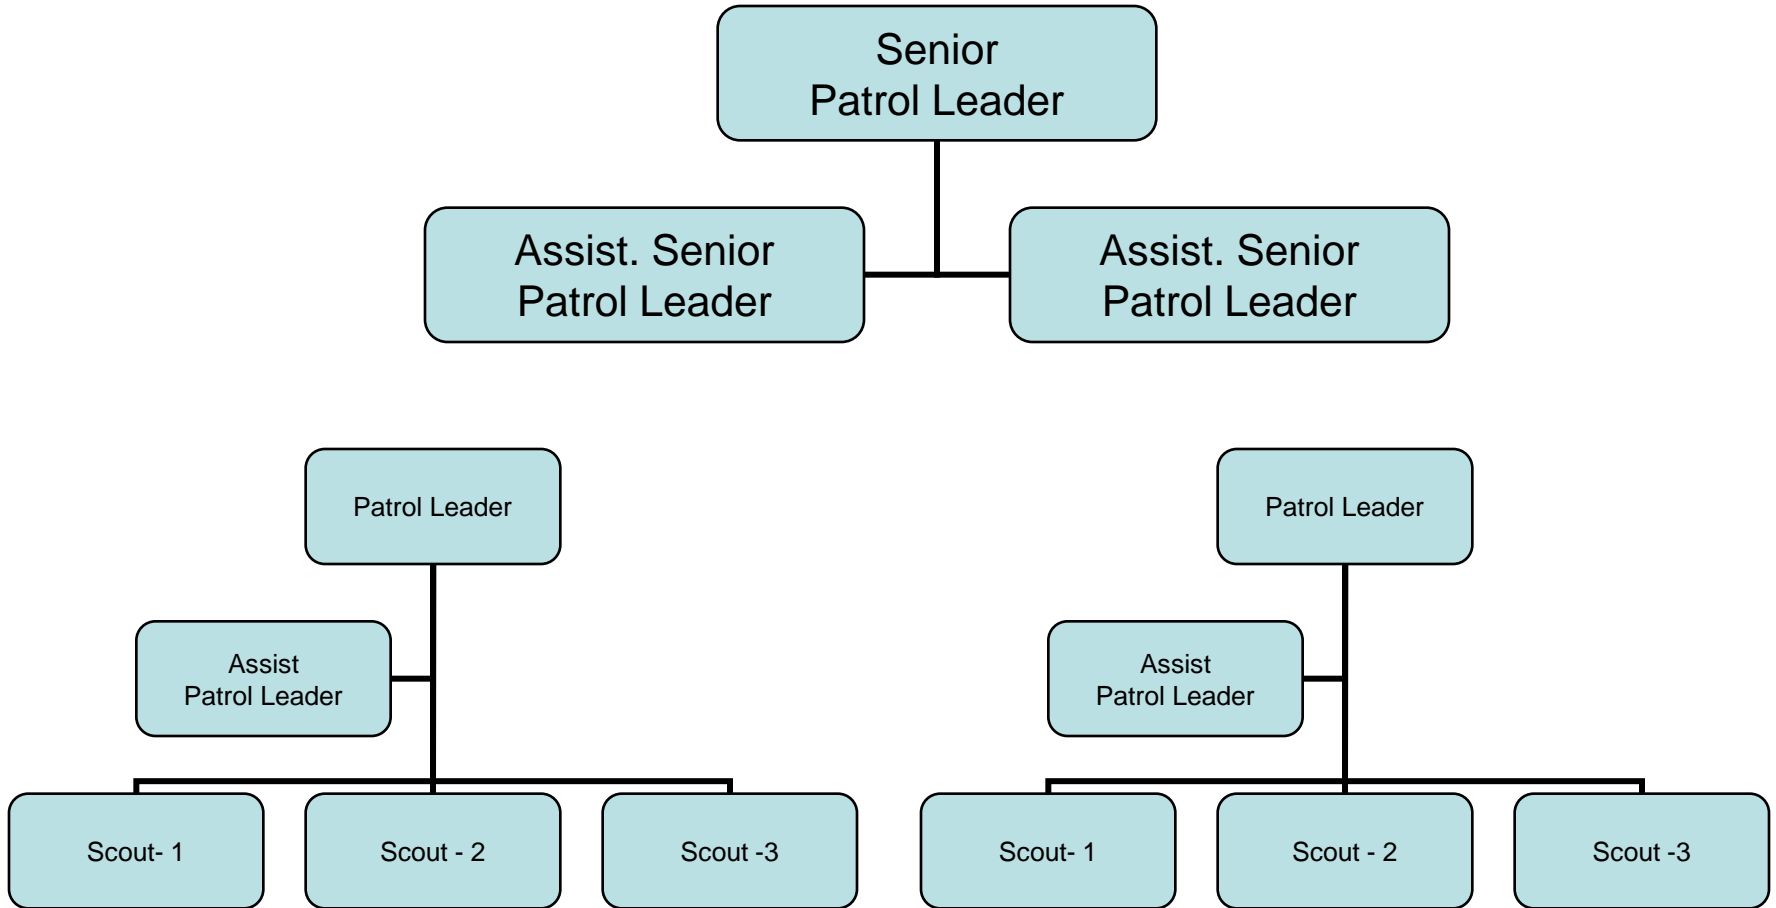 Senior
Patrol Leader
Assist. Senior
Patrol Leader
Assist. Senior
Patrol Leader
Patrol Leader
Assist
Patrol Leader
Scout- 1
Scout - 2
Scout -3
Patrol Leader
Assist
Patrol Leader
Scout- 1
Scout - 2
Scout -3